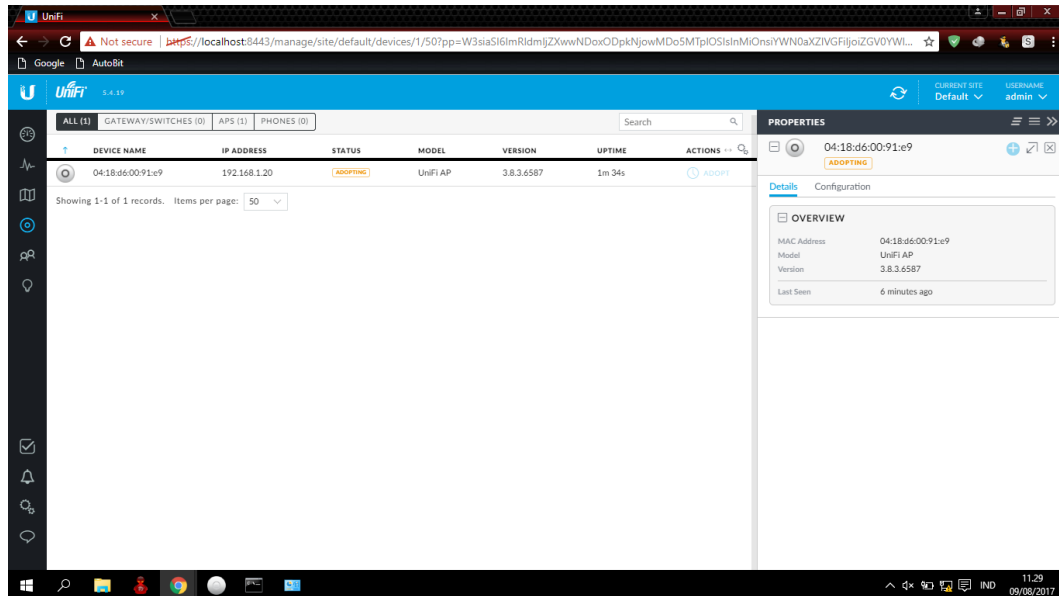 UniFi
Not secure | https://localhost:8443/manage/site/default/devices/1/50?pp=W3siaSI6ImRldmljZXwwNDoxODpkNjowMDo5MTplOSIsInMiOnsiYWN0aXZlVGFiIjoiZGV0YWl...
Google AutoBit
UniFi 5.4.19
CURRENT SITE USERNAME
Default admin
ALL (1) GATEWAY/SWITCHES (0) APS (1) PHONES (0) Search
PROPERTIES
DEVICE NAME IP ADDRESS STATUS MODEL VERSION UPTIME ACTIONS
04:18:d6:00:91:e9 192.168.1.20 ADOPTING UniFi AP 3.8.3.6587 1m 34s ADOPT
Showing 1-1 of 1 records. Items per page: 50
04:18:d6:00:91:e9
ADOPTING
Details Configuration
OVERVIEW
MAC Address 04:18:d6:00:91:e9
Model UniFi AP
Version 3.8.3.6587
Last Seen 6 minutes ago
IND
11.29
09/08/2017